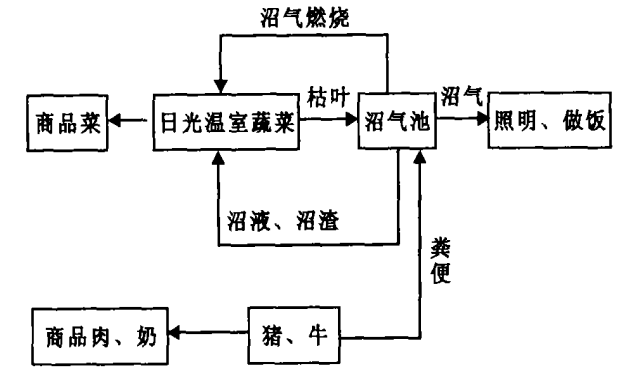 沼气燃烧
商品菜
日光温室蔬菜
枯叶
沼气池
沼气
照明、做饭
沼液、沼渣
粪便
商品肉、奶
猪、牛